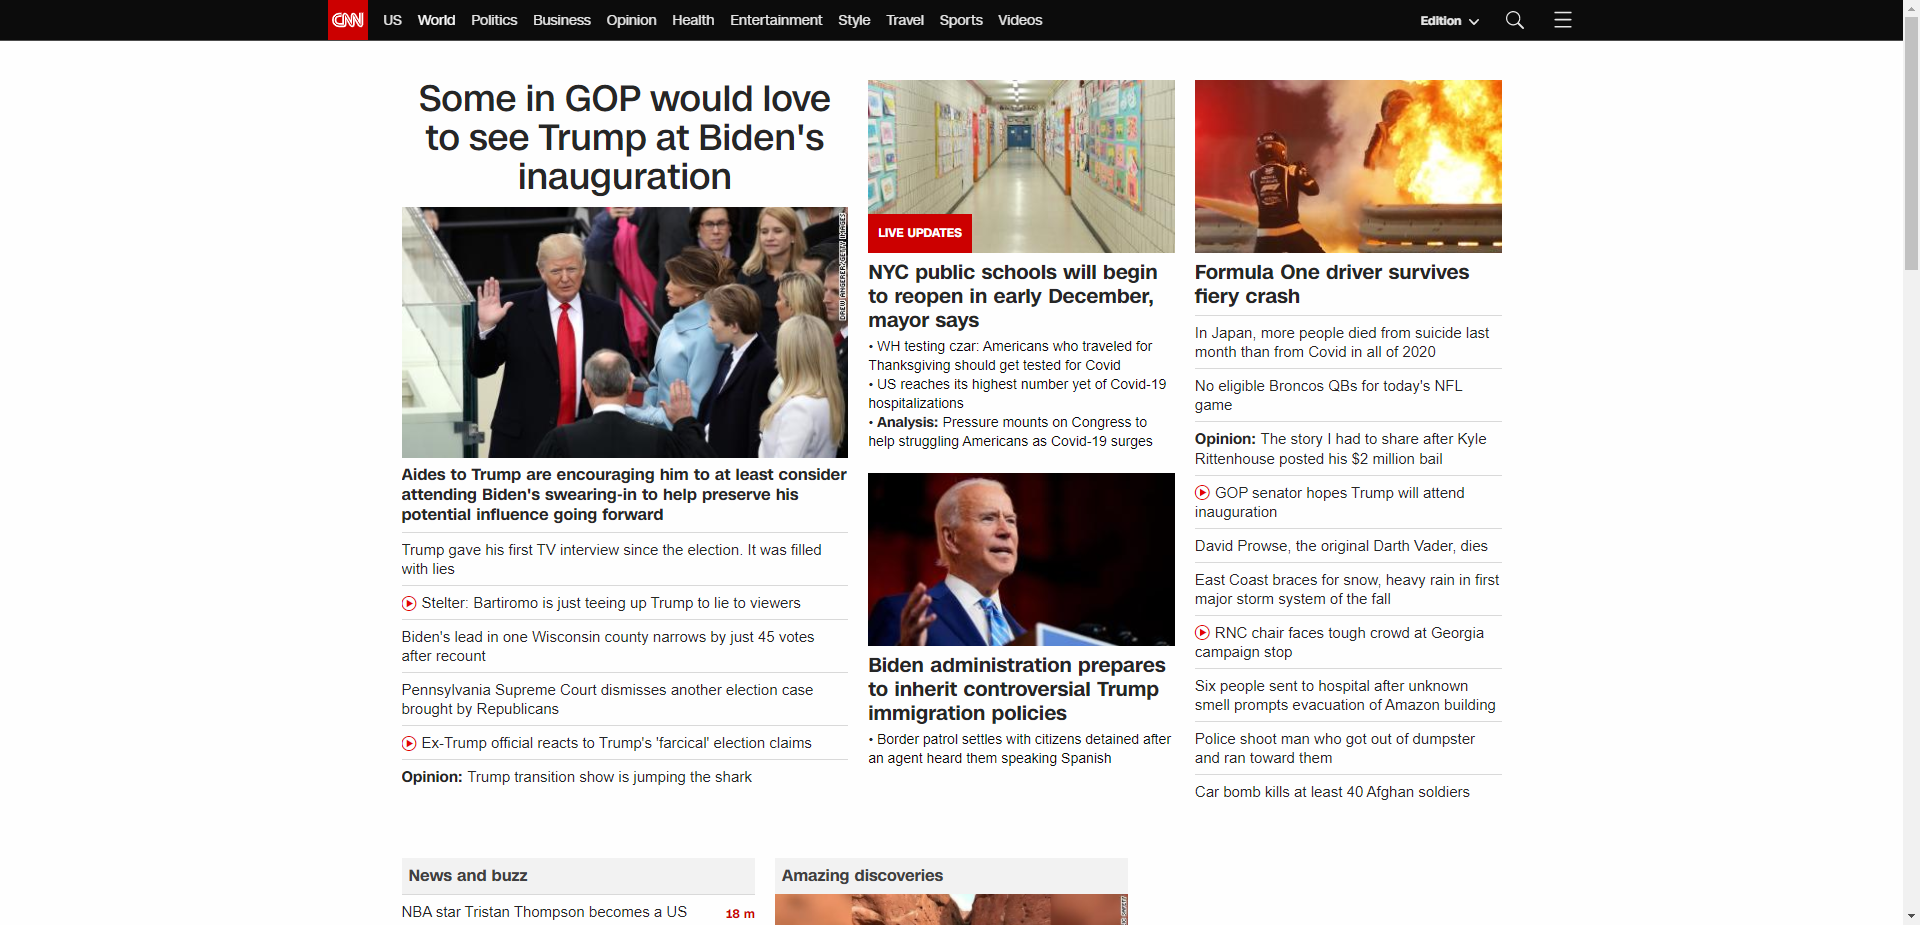 CNN
US World Politics Business Opinion Health Entertainment Style Travel Sports Videos
Edition
Some in GOP would love
to see Trump at Biden's
inauguration
DREW ANGERER/GETTY IMAGES
Aides to Trump are encouraging him to at least consider
attending Biden's swearing-in to help preserve his
potential influence going forward
Trump gave his first TV interview since the election. It was filled
with lies
Stelter: Bartiromo is just teeing up Trump to lie to viewers
Biden's lead in one Wisconsin county narrows by just 45 votes
after recount
Pennsylvania Supreme Court dismisses another election case
brought by Republicans
Ex-Trump official reacts to Trump's 'farcical' election claims
Opinion: Trump transition show is jumping the shark
LIVE UPDATES
NYC public schools will begin
to reopen in early December,
mayor says
• WH testing czar: Americans who traveled for
Thanksgiving should get tested for Covid
• US reaches its highest number yet of Covid-19
hospitalizations
• Analysis: Pressure mounts on Congress to
help struggling Americans as Covid-19 surges
Biden administration prepares
to inherit controversial Trump
immigration policies
• Border patrol settles with citizens detained after
an agent heard them speaking Spanish
Formula One driver survives
fiery crash
In Japan, more people died from suicide last
month than from Covid in all of 2020
No eligible Broncos QBs for today's NFL
game
Opinion: The story I had to share after Kyle
Rittenhouse posted his $2 million bail
GOP senator hopes Trump will attend
inauguration
David Prowse, the original Darth Vader, dies
East Coast braces for snow, heavy rain in first
major storm system of the fall
RNC chair faces tough crowd at Georgia
campaign stop
Six people sent to hospital after unknown
smell prompts evacuation of Amazon building
Police shoot man who got out of dumpster
and ran toward them
Car bomb kills at least 40 Afghan soldiers
News and buzz
NBA star Tristan Thompson becomes a US
18 m
Amazing discoveries